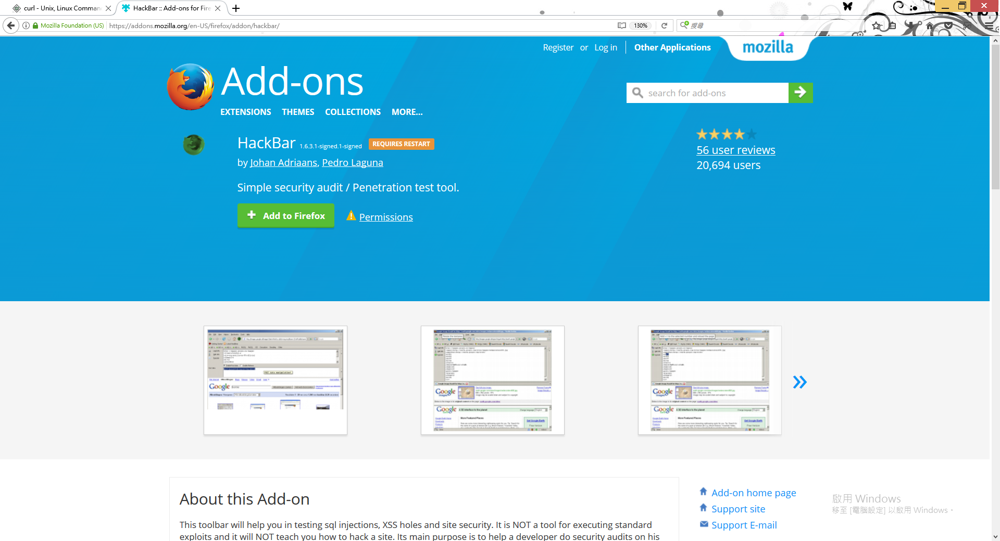 curl - Unix, Linux Comman
HackBar :: Add-ons for Fire
Mozilla Foundation (US)
https://addons.mozilla.org/en-US/firefox/addon/hackbar/
130%
搜尋
Register or Log in
Other Applications
mozilla
Add-ons
search for add-ons
EXTENSIONS THEMES COLLECTIONS MORE...
HackBar 1.6.3.1-signed.1-signed REQUIRES RESTART
by Johan Adriaans, Pedro Laguna
56 user reviews
20,694 users
Simple security audit / Penetration test tool.
Add to Firefox
Permissions
Google
Google
Google
Google
Google
About this Add-on
This toolbar will help you in testing sql injections, XSS holes and site security. It is NOT a tool for executing standard
exploits and it will NOT teach you how to hack a site. Its main purpose is to help a developer do security audits on his
Add-on home page
Support site
Support E-mail
啟用 Windows
移至 [電腦設定] 以啟用 Windows。